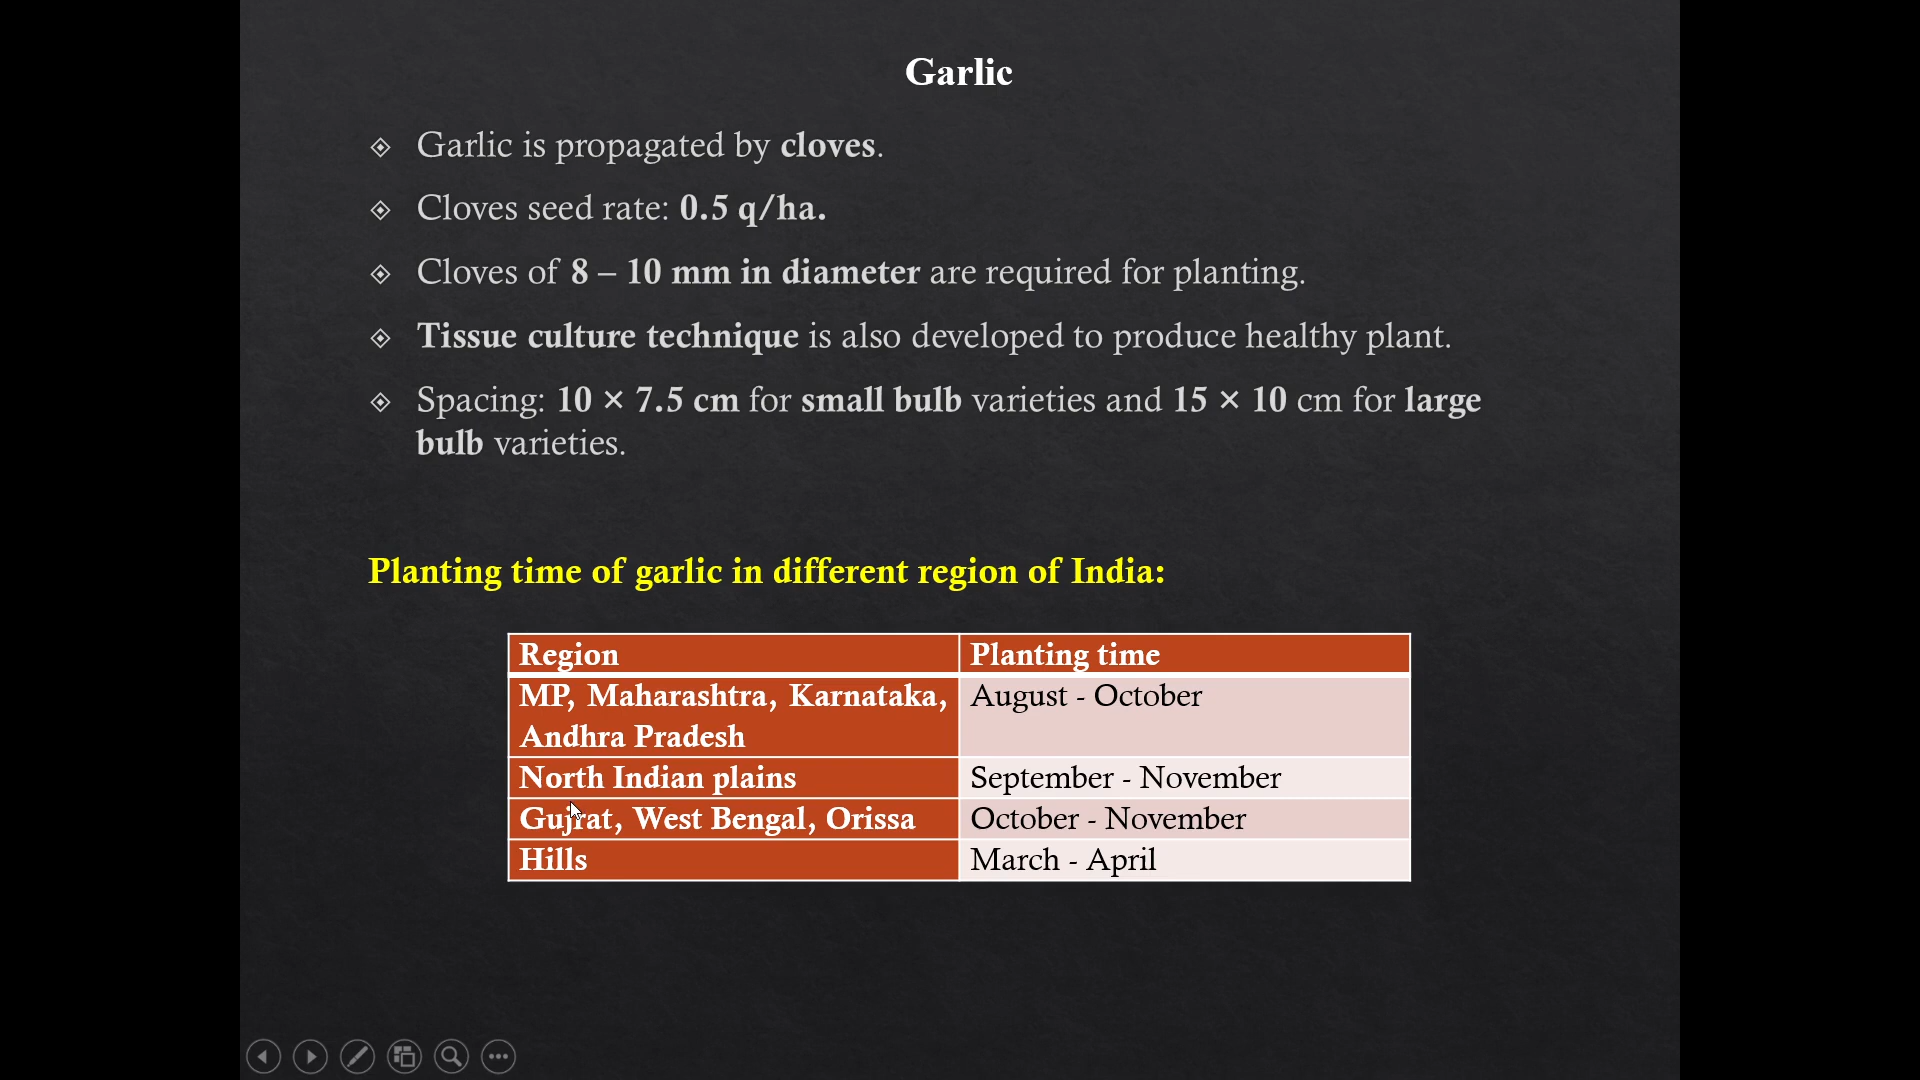 Garlic
Garlic is propagated by cloves.
Cloves seed rate: 0.5 q/ha.
Cloves of 8 – 10 mm in diameter are required for planting.
Tissue culture technique is also developed to produce healthy plant.
Spacing: 10 × 7.5 cm for small bulb varieties and 15 × 10 cm for large
bulb varieties.
Planting time of garlic in different region of India:
Region Planting time
MP, Maharashtra, Karnataka, August - October
Andhra Pradesh
North Indian plains September - November
Gujrat, West Bengal, Orissa October - November
Hills March - April